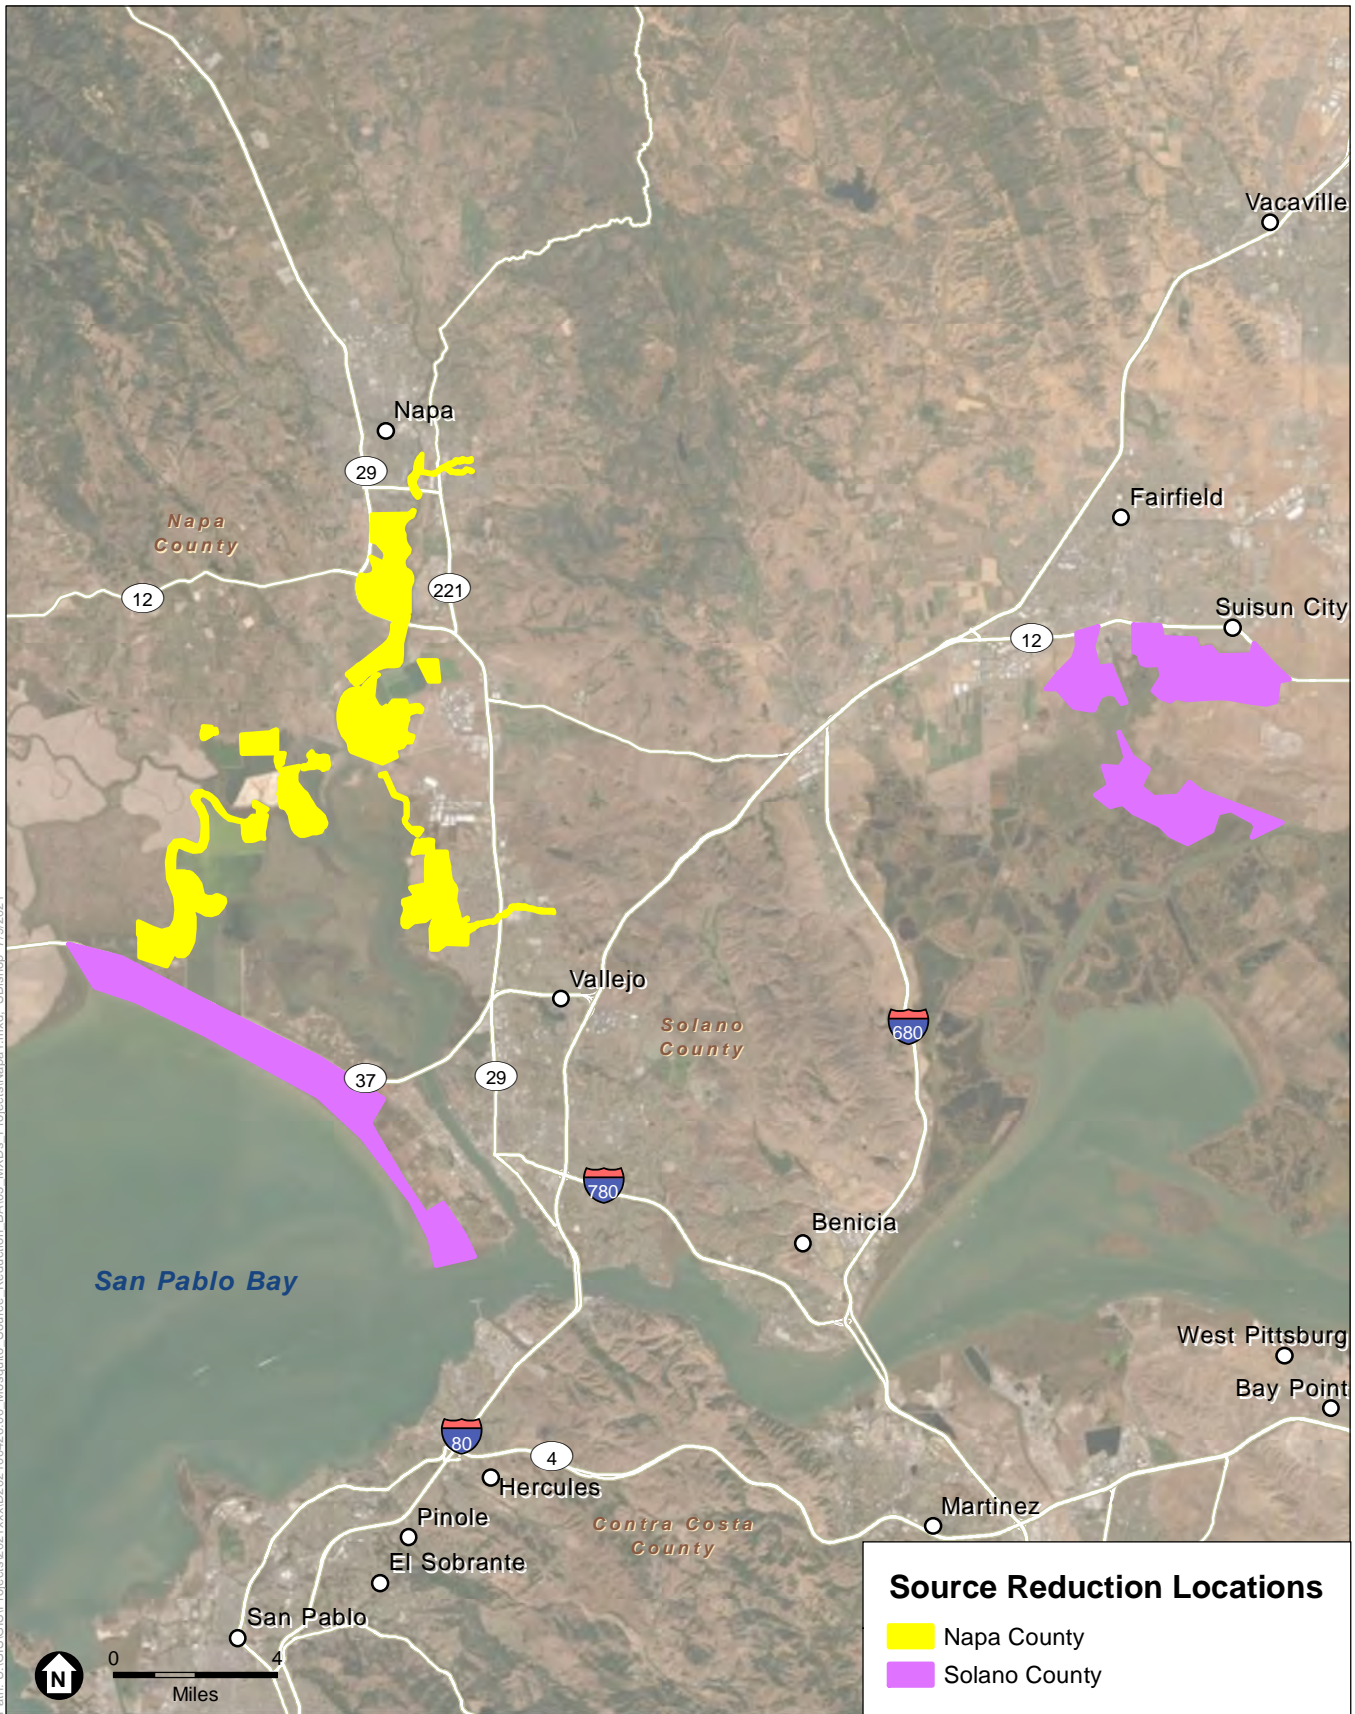 Vacaville
Napa
29
Fairfield
Napa
County
12
221
Suisun City
12
Vallejo
Solano
County
680
37
29
780
Benicia
San Pablo Bay
West Pittsburg
Bay Point
80
4
Hercules
Martinez
Pinole
Contra Costa
County
El Sobrante
San Pablo
N
0 4
Miles
Source Reduction Locations
Napa County
Solano County